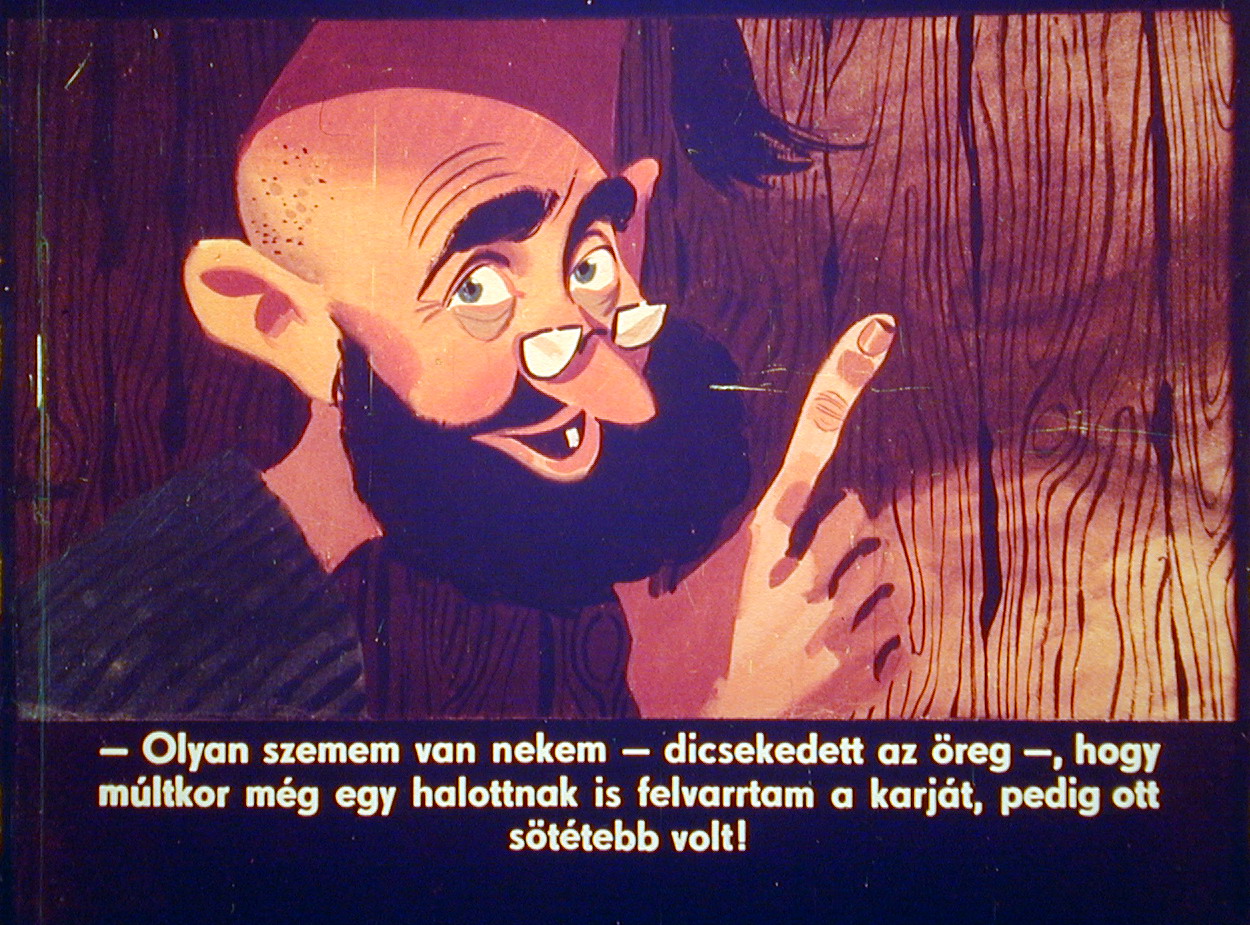 — Olyan szemem van nekem — dicsekedett az öreg —, hogy
múltkor még egy halottnak is felvarrtam a karját, pedig ott
sötétebb volt!